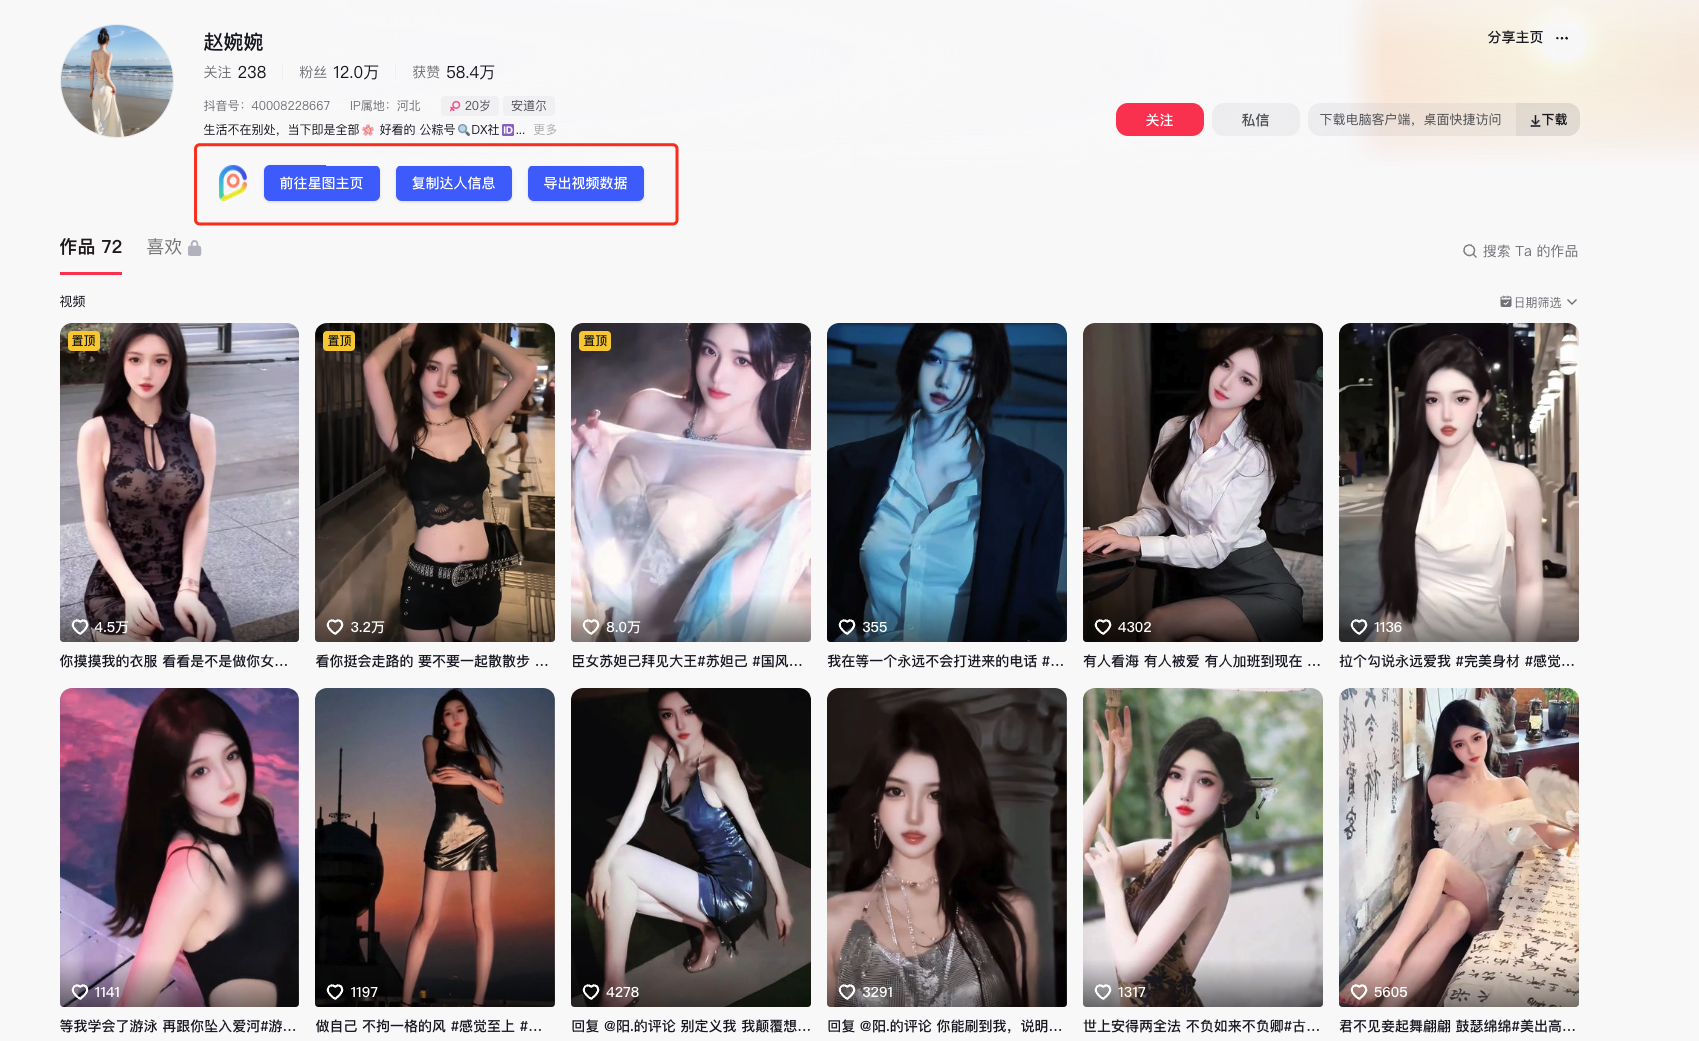 赵婉婉
分享主页 ...
关注 238 粉丝 12.0万 获赞 58.4万
抖音号：40008228667 IP属地：河北 20岁 安道尔
生活不在别处，当下即是全部🌸 好看的 公粽号🔍DX社🆔... 更多
关注 私信 下载电脑客户端，桌面快捷访问 下载
前往星图主页 复制达人信息 导出视频数据
作品 72 喜欢
搜索 Ta 的作品
视频
日期筛选
置顶 置顶 置顶
4.5万 3.2万 8.0万 355 4302 1136
你摸摸我的衣服 看看是不是做你女...
看你挺会走路的 要不要一起散散步 ...
臣女苏妲己拜见大王#苏妲己 #国风...
我在等一个永远不会打进来的电话 #...
有人看海 有人被爱 有人加班到现在 ...
拉个勾说永远爱我 #完美身材 #感觉...
1141 1197 4278 3291 1317 5605
等我学会了游泳 再跟你坠入爱河#游...
做自己 不拘一格的风 #感觉至上 #...
回复 @阳.的评论 别定义我 我颠覆想...
回复 @阳.的评论 你能刷到我，说明...
世上安得两全法 不负如来不负卿#古...
君不见妾起舞翩翩 鼓瑟绵绵#美出高...